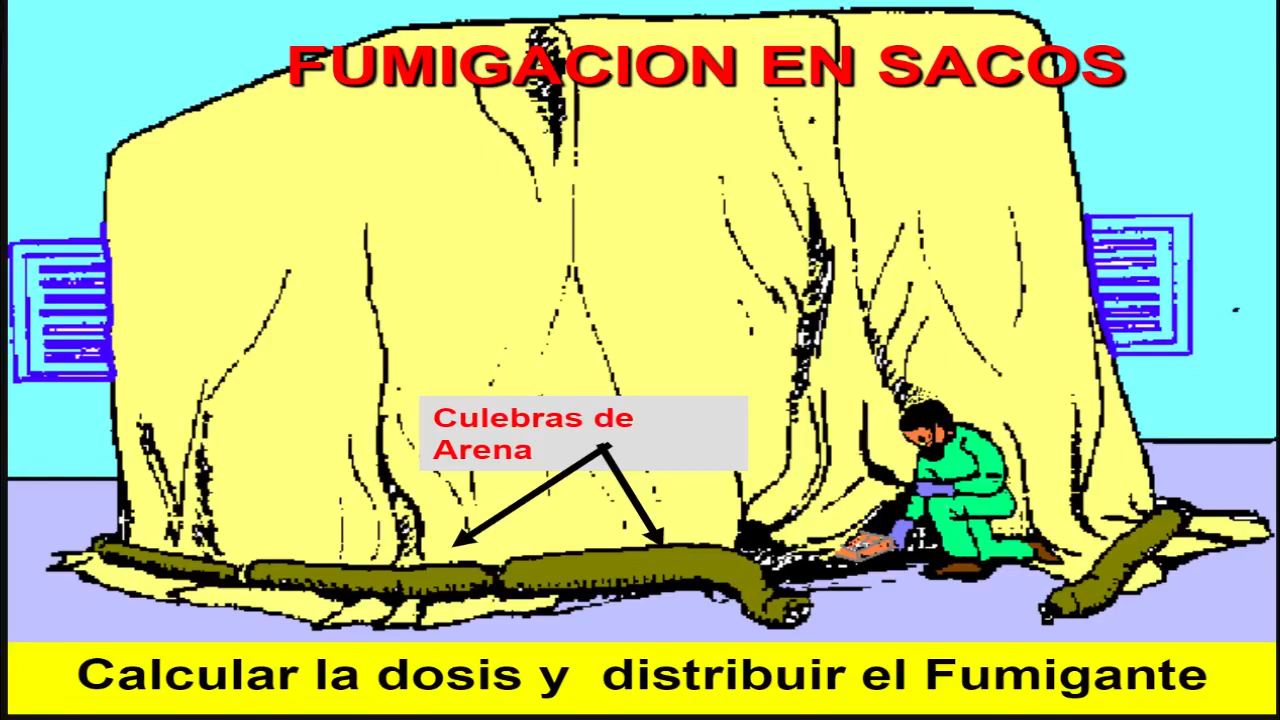 FUMIGACION EN SACOS
Culebras de
Arena
Calcular la dosis y distribuir el Fumigante